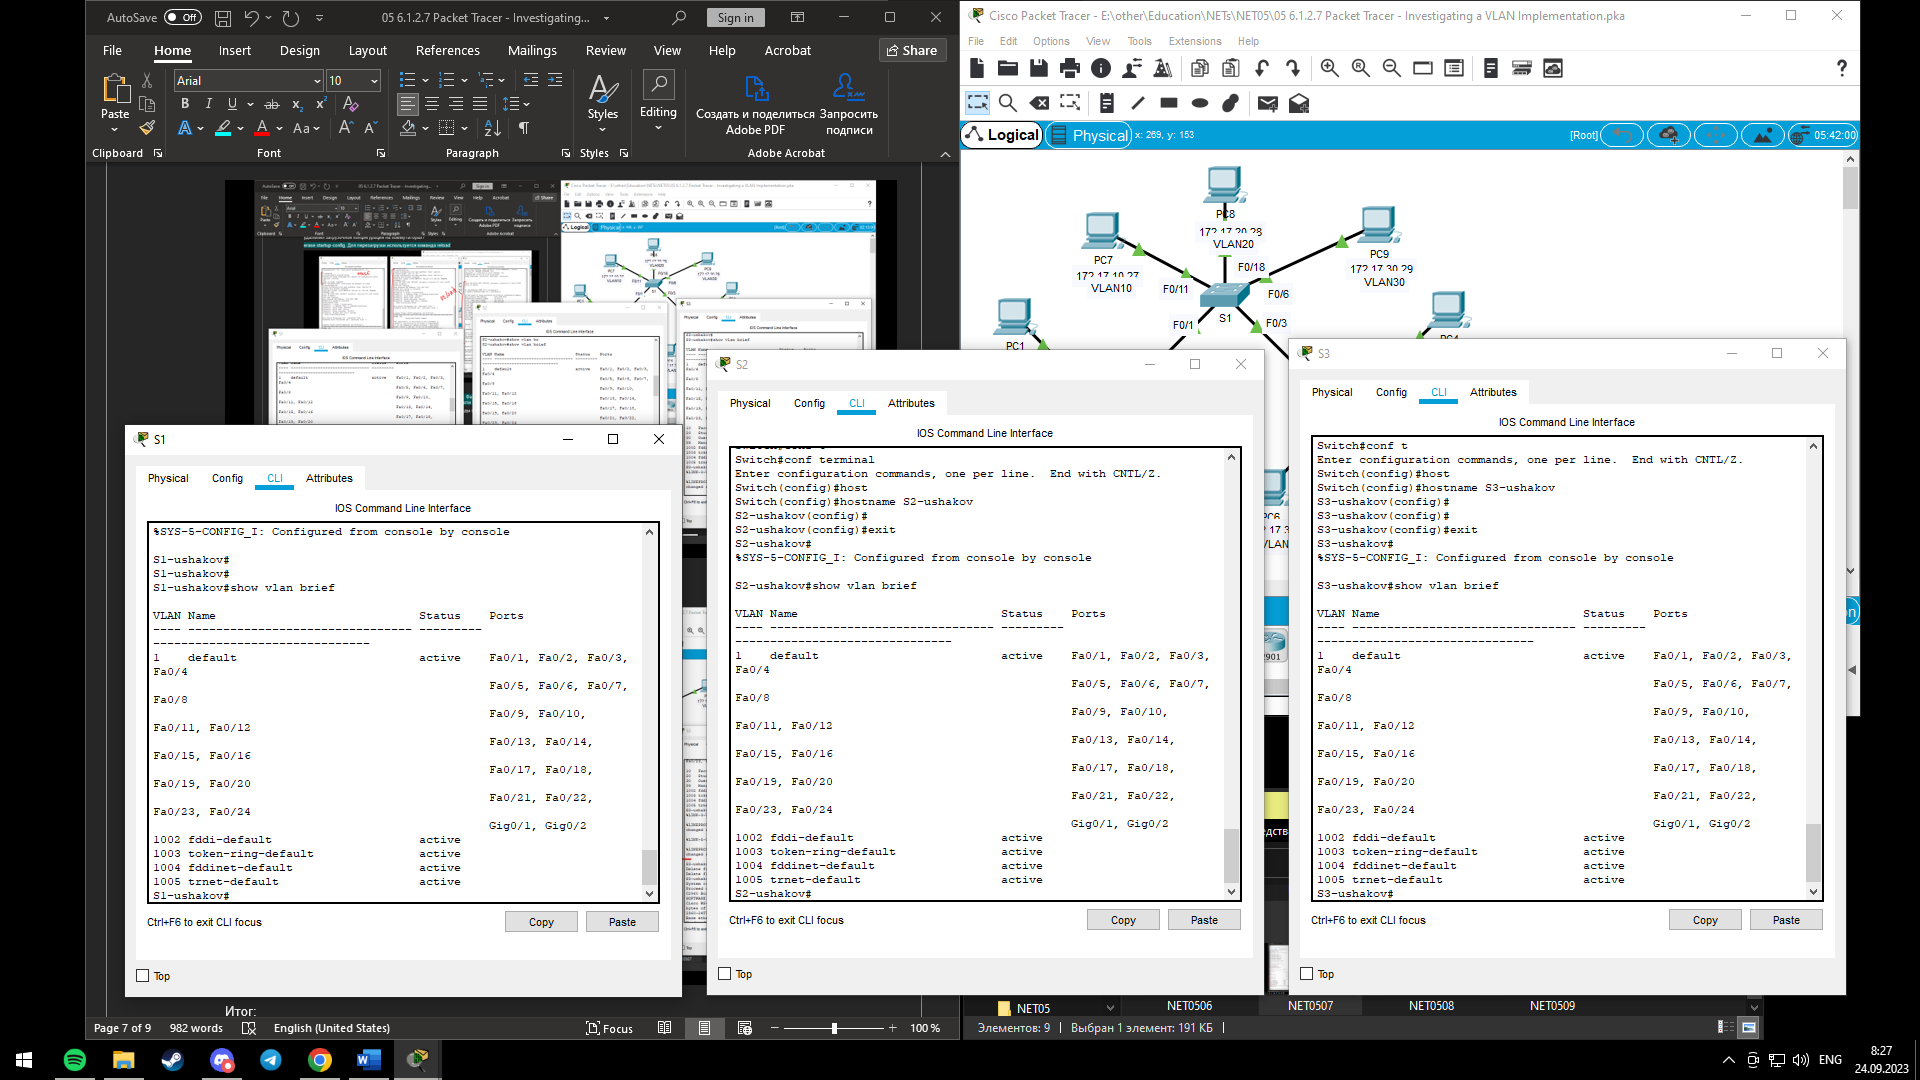 AutoSave Off
05 6.1.2.7 Packet Tracer - Investigating...
Sign in
File Home Insert Design Layout References Mailings Review View Help Acrobat Share
Paste
Arial 10
Styles
Editing
Создать и поделиться Adobe PDF
Запросить подписи
Clipboard Font Paragraph Styles Adobe Acrobat
Cisco Packet Tracer - E:\other\Education\NETs\NET05\05 6.1.2.7 Packet Tracer - Investigating a VLAN Implementation.pka
File Edit Options View Tools Extensions Help
Logical Physical x: 269, y: 153
[Root] 05:42:00
PC8
172.17.20.28
VLAN20
PC7
172.17.10.27
VLAN10
PC9
172.17.30.29
VLAN30
F0/18
F0/11
F0/6
S1
F0/1
F0/3
PC1
S1
Physical Config CLI Attributes
IOS Command Line Interface
%SYS-5-CONFIG_I: Configured from console by console
S1-ushakov#
S1-ushakov#
S1-ushakov#show vlan brief
VLAN Name Status Ports
---- -------------------------------- ---------
-------------------------------
1 default active Fa0/1, Fa0/2, Fa0/3,
Fa0/4
Fa0/5, Fa0/6, Fa0/7,
Fa0/8
Fa0/9, Fa0/10,
Fa0/11, Fa0/12
Fa0/13, Fa0/14,
Fa0/15, Fa0/16
Fa0/17, Fa0/18,
Fa0/19, Fa0/20
Fa0/21, Fa0/22,
Fa0/23, Fa0/24
Gig0/1, Gig0/2
1002 fddi-default active
1003 token-ring-default active
1004 fddinet-default active
1005 trnet-default active
S1-ushakov#
Ctrl+F6 to exit CLI focus
Copy Paste
Top
S2
Physical Config CLI Attributes
IOS Command Line Interface
Switch#conf terminal
Enter configuration commands, one per line. End with CNTL/Z.
Switch(config)#host
Switch(config)#hostname S2-ushakov
S2-ushakov(config)#
S2-ushakov(config)#exit
S2-ushakov#
%SYS-5-CONFIG_I: Configured from console by console
S2-ushakov#show vlan brief
VLAN Name Status Ports
---- -------------------------------- ---------
-------------------------------
1 default active Fa0/1, Fa0/2, Fa0/3,
Fa0/4
Fa0/5, Fa0/6, Fa0/7,
Fa0/8
Fa0/9, Fa0/10,
Fa0/11, Fa0/12
Fa0/13, Fa0/14,
Fa0/15, Fa0/16
Fa0/17, Fa0/18,
Fa0/19, Fa0/20
Fa0/21, Fa0/22,
Fa0/23, Fa0/24
Gig0/1, Gig0/2
1002 fddi-default active
1003 token-ring-default active
1004 fddinet-default active
1005 trnet-default active
S2-ushakov#
Ctrl+F6 to exit CLI focus
Copy Paste
Top
S3
Physical Config CLI Attributes
IOS Command Line Interface
Switch#conf t
Enter configuration commands, one per line. End with CNTL/Z.
Switch(config)#host
Switch(config)#hostname S3-ushakov
S3-ushakov(config)#
S3-ushakov(config)#
S3-ushakov(config)#exit
S3-ushakov#
%SYS-5-CONFIG_I: Configured from console by console
S3-ushakov#show vlan brief
VLAN Name Status Ports
---- -------------------------------- ---------
-------------------------------
1 default active Fa0/1, Fa0/2, Fa0/3,
Fa0/4
Fa0/5, Fa0/6, Fa0/7,
Fa0/8
Fa0/9, Fa0/10,
Fa0/11, Fa0/12
Fa0/13, Fa0/14,
Fa0/15, Fa0/16
Fa0/17, Fa0/18,
Fa0/19, Fa0/20
Fa0/21, Fa0/22,
Fa0/23, Fa0/24
Gig0/1, Gig0/2
1002 fddi-default active
1003 token-ring-default active
1004 fddinet-default active
1005 trnet-default active
S3-ushakov#
Ctrl+F6 to exit CLI focus
Copy Paste
Top
Итог:
Page 7 of 9 982 words English (United States) Focus 100 %
NET05 NET0506 NET0507 NET0508 NET0509
Элементов: 9 Выбран 1 элемент: 191 КБ
ENG
8:27
24.09.2023